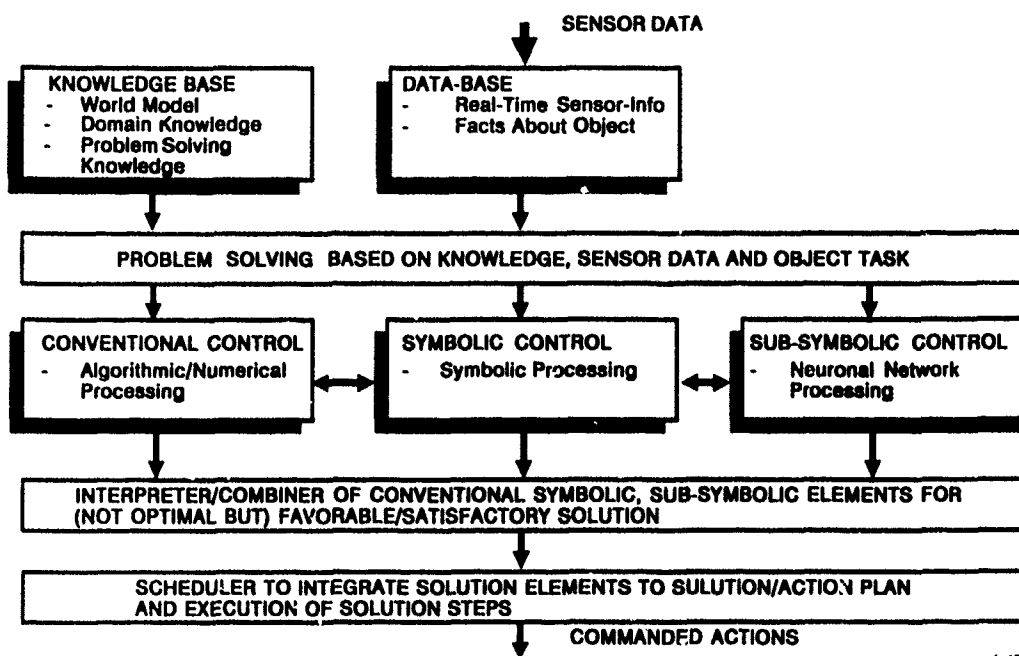 SENSOR DATA
KNOWLEDGE BASE
- World Model
- Domain Knowledge
- Problem Solving
Knowledge
DATA-BASE
- Real-Time Sensor-Info
- Facts About Object
PROBLEM SOLVING BASED ON KNOWLEDGE, SENSOR DATA AND OBJECT TASK
CONVENTIONAL CONTROL
- Algorithmic/Numerical
Processing
SYMBOLIC CONTROL
- Symbolic Processing
SUB-SYMBOLIC CONTROL
- Neuronal Network
Processing
INTERPRETER/COMBINER OF CONVENTIONAL SYMBOLIC, SUB-SYMBOLIC ELEMENTS FOR
(NOT OPTIMAL BUT) FAVORABLE/SATISFACTORY SOLUTION
SCHEDULER TO INTEGRATE SOLUTION ELEMENTS TO SULUTION/ACTION PLAN
AND EXECUTION OF SOLUTION STEPS
COMMANDED ACTIONS